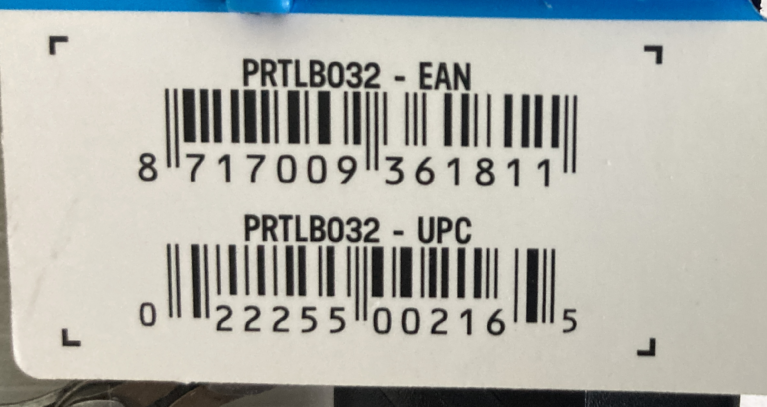 PRTLB032 - EAN
8 717009 361811
PRTLB032 - UPC
0 22255 00216 5